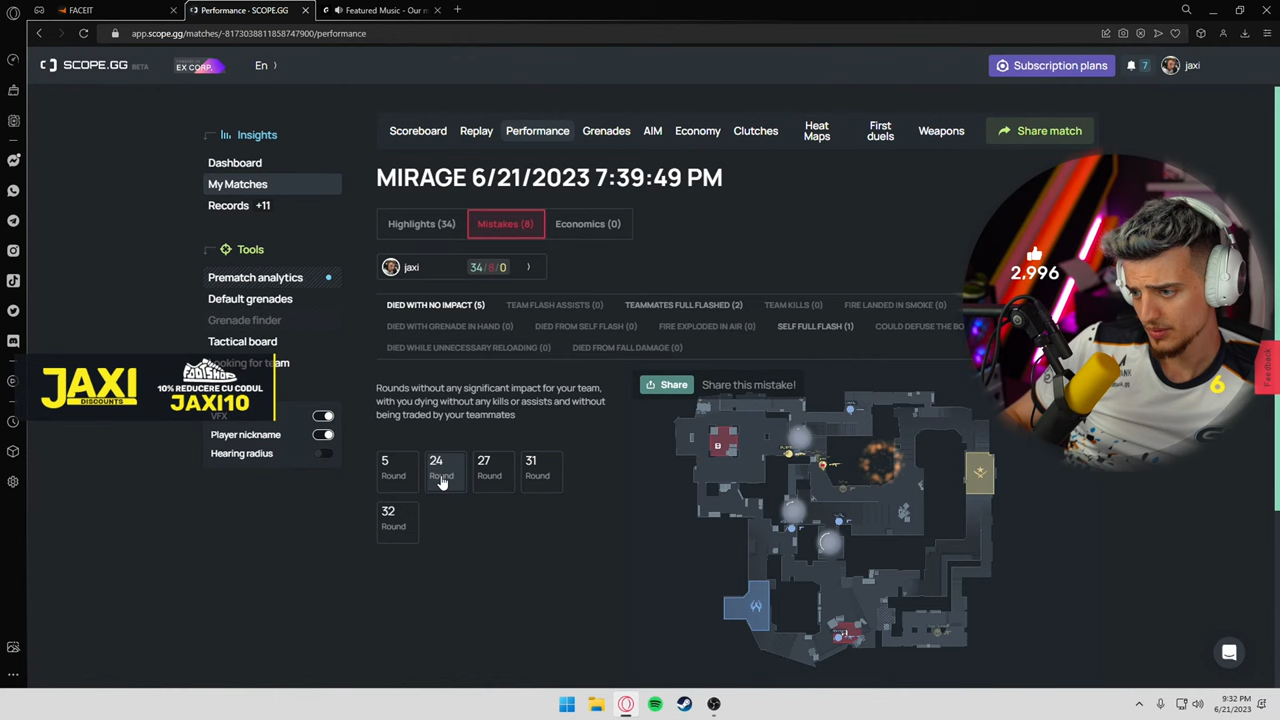 FACEIT
Performance - SCOPE.GG
Featured Music - Our m
app.scope.gg/matches/-8173038811858747900/performance
SCOPE.GG BETA
EX CORP.
En
Subscription plans
7
jaxi
Insights
Dashboard
My Matches
Records +11
Tools
Prematch analytics
Default grenades
Grenade finder
Tactical board
Looking for team
VFX
Player nickname
Hearing radius
JAXI
DISCOUNTS
10% REDUCERE CU CODUL
JAXI10
Scoreboard
Replay
Performance
Grenades
AIM
Economy
Clutches
Heat Maps
First duels
Weapons
Share match
MIRAGE 6/21/2023 7:39:49 PM
Highlights (34)
Mistakes (8)
Economics (0)
jaxi 34/8/0
DIED WITH NO IMPACT (5)
TEAM FLASH ASSISTS (0)
TEAMMATES FULL FLASHED (2)
TEAM KILLS (0)
FIRE LANDED IN SMOKE (0)
DIED WITH GRENADE IN HAND (0)
DIED FROM SELF FLASH (0)
FIRE EXPLODED IN AIR (0)
SELF FULL FLASH (1)
COULD DEFUSE THE BO
DIED WHILE UNNECESSARY RELOADING (0)
DIED FROM FALL DAMAGE (0)
Rounds without any significant impact for your team,
with you dying without any kills or assists and without
being traded by your teammates
Share
Share this mistake!
5
Round
24
Round
27
Round
31
Round
32
Round
2,996
6
Feedback
9:32 PM
6/21/2023